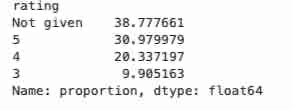 rating
Not given    38.777661
5            30.979979
4            20.337197
3             9.905163
Name: proportion, dtype: float64